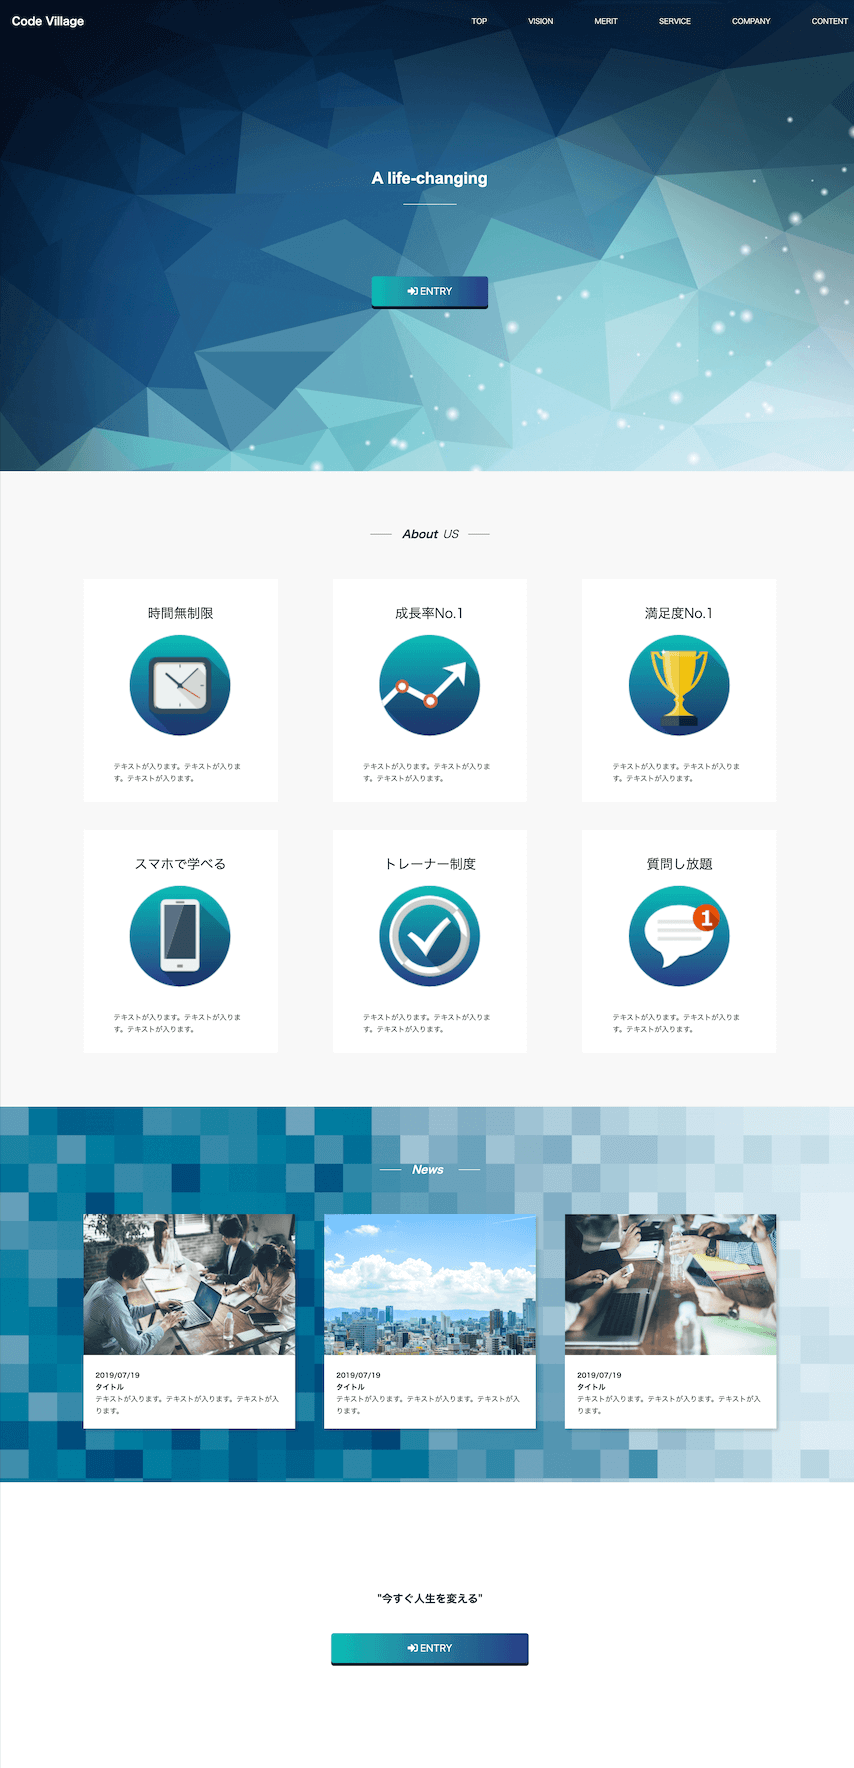 Code Village
TOP VISION MERIT SERVICE COMPANY CONTENT
A life-changing
ENTRY
About US
時間無制限
テキストが入ります。テキストが入りま
す。テキストが入ります。
成長率No.1
テキストが入ります。テキストが入りま
す。テキストが入ります。
満足度No.1
テキストが入ります。テキストが入りま
す。テキストが入ります。
スマホで学べる
テキストが入ります。テキストが入りま
す。テキストが入ります。
トレーナー制度
テキストが入ります。テキストが入りま
す。テキストが入ります。
質問し放題
1
テキストが入ります。テキストが入りま
す。テキストが入ります。
News
2019/07/19
タイトル
テキストが入ります。テキストが入ります。テキストが入
ります。
2019/07/19
タイトル
テキストが入ります。テキストが入ります。テキストが入
ります。
2019/07/19
タイトル
テキストが入ります。テキストが入ります。テキストが入
ります。
"今すぐ人生を変える"
ENTRY